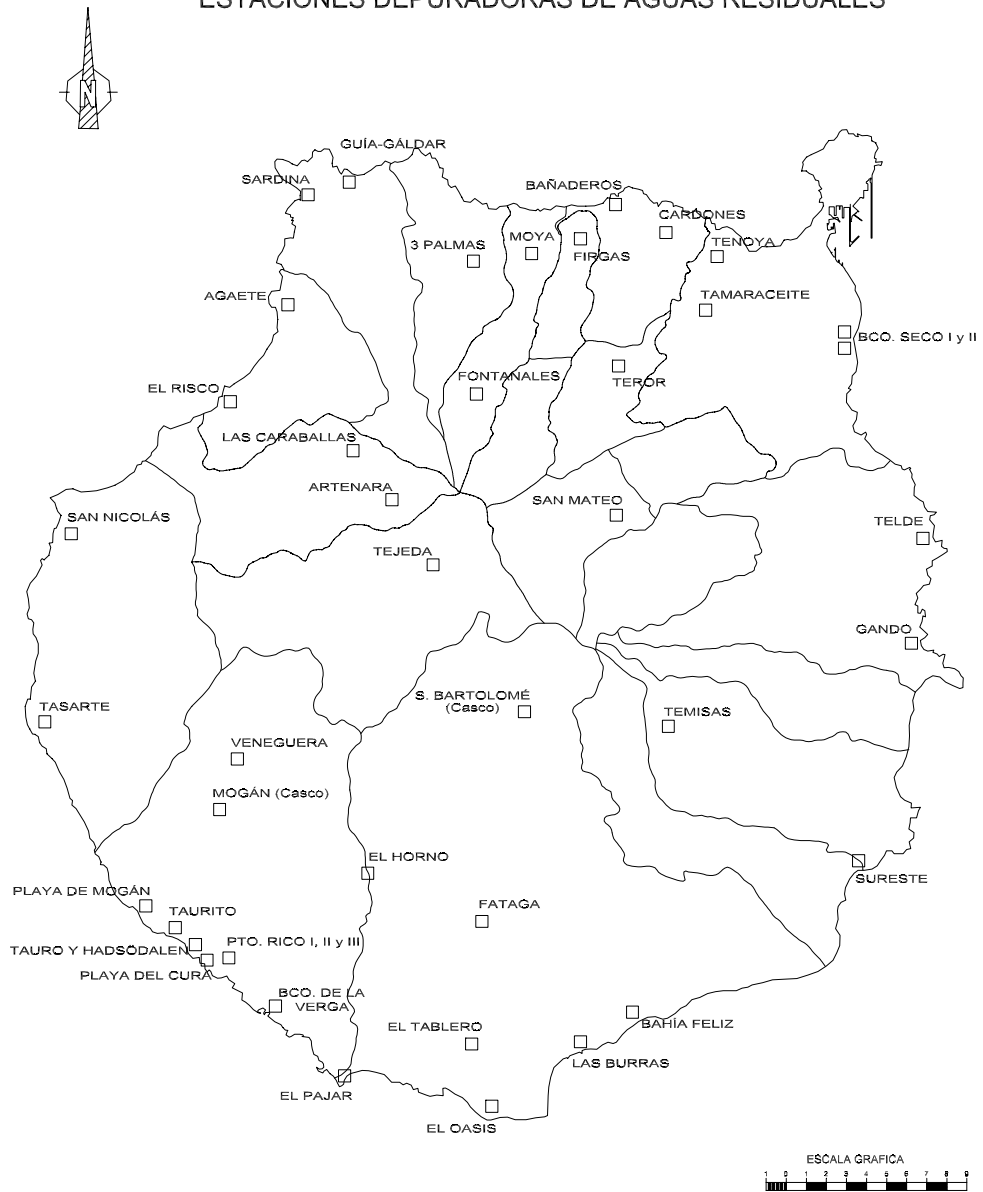 ESTACIONES DEPURADORAS DE AGUAS RESIDUALES
N
GUÍA-GÁLDAR
SARDINA
BAÑADEROS
CARDONES
3 PALMAS
MOYA
FIRGAS
TENOYA
AGAETE
TAMARACEITE
BCO. SECO I y II
EL RISCO
FONTANALES
TEROR
LAS CARABALLAS
ARTENARA
SAN MATEO
SAN NICOLÁS
TELDE
TEJEDA
GANDO
S. BARTOLOMÉ
(Casco)
TASARTE
TEMISAS
VENEGUERA
MOGÁN (Casco)
EL HORNO
SURESTE
PLAYA DE MOGÁN
TAURITO
FATAGA
TAURO Y HADSÖDALEN
PTO. RICO I, II y III
PLAYA DEL CURA
BCO. DE LA
VERGA
EL TABLERO
BAHÍA FELIZ
LAS BURRAS
EL PAJAR
EL OASIS
ESCALA GRAFICA
1 0 1 2 3 4 5 6 7 8 9